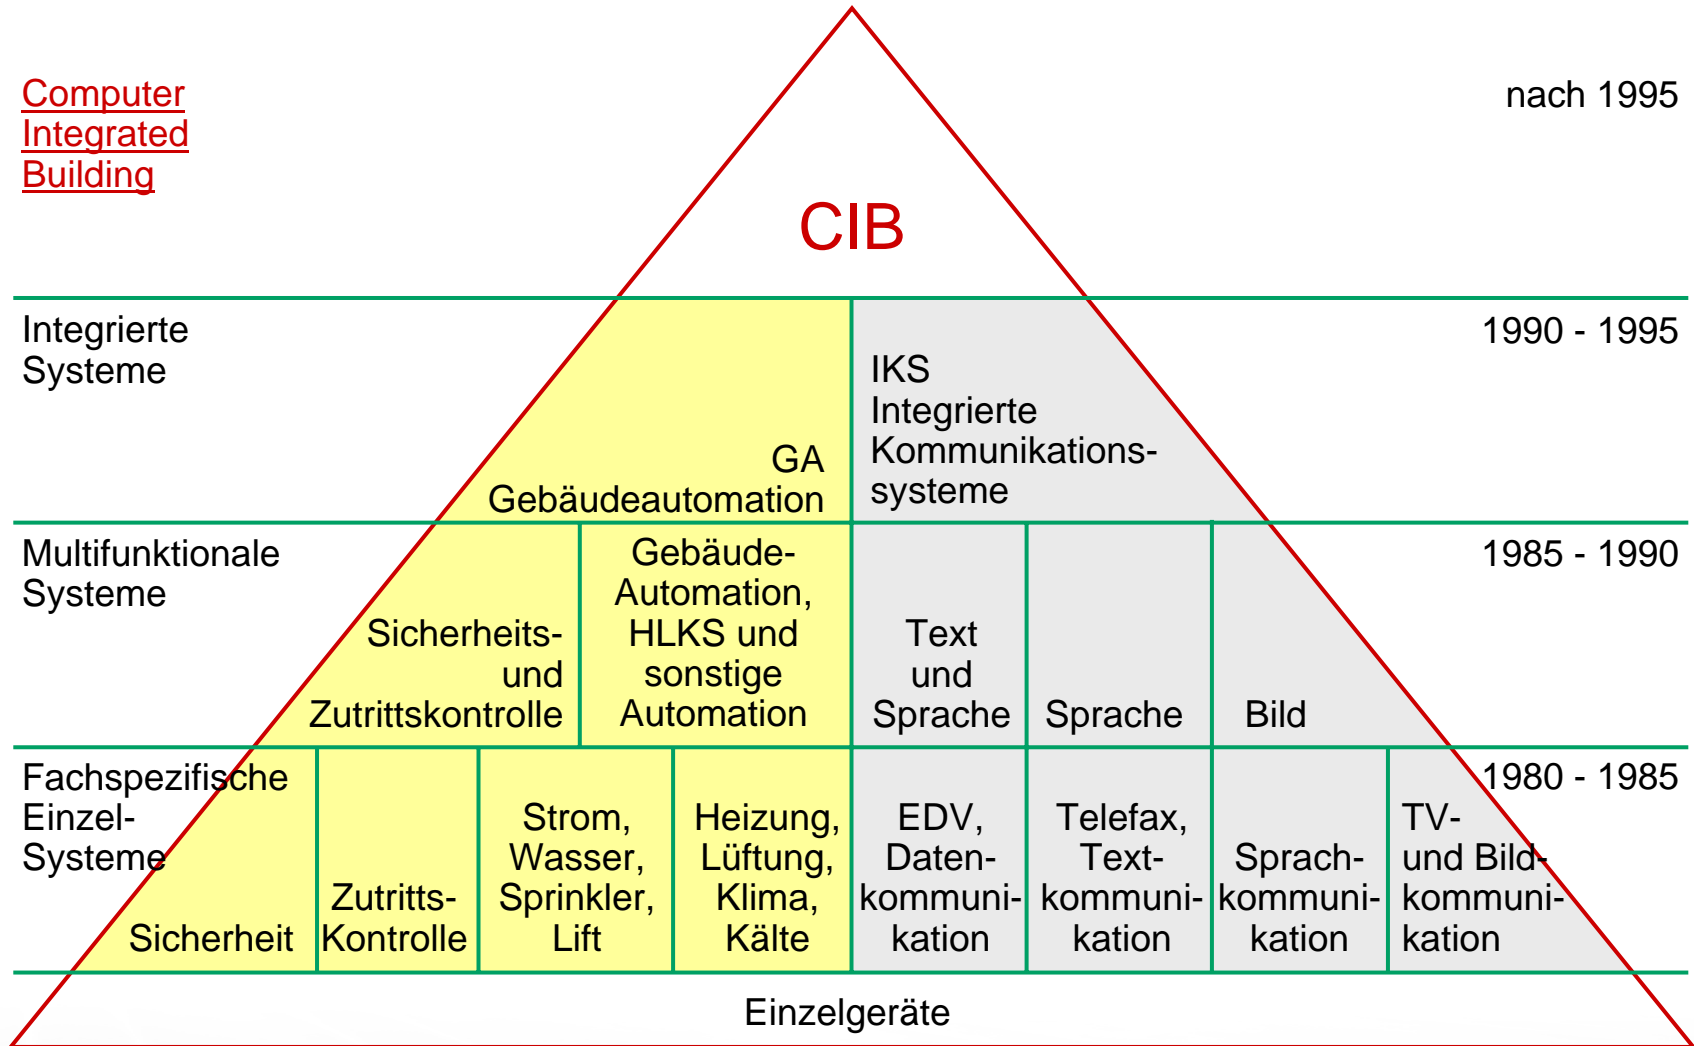 Computer
Integrated
Building
nach 1995
CIB
Integrierte
Systeme
1990 - 1995
GA
Gebäudeautomation
IKS
Integrierte
Kommunikations-
systeme
Multifunktionale
Systeme
1985 - 1990
Sicherheits-
und
Zutrittskontrolle
Gebäude-
Automation,
HLKS und
sonstige
Automation
Text
und
Sprache
Sprache
Bild
Fachspezifische
Einzel-
Systeme
1980 - 1985
Sicherheit
Zutritts-
Kontrolle
Strom,
Wasser,
Sprinkler,
Lift
Heizung,
Lüftung,
Klima,
Kälte
EDV,
Daten-
kommuni-
kation
Telefax,
Text-
kommuni-
kation
Sprach-
kommuni-
kation
TV-
und Bild-
kommuni-
kation
Einzelgeräte